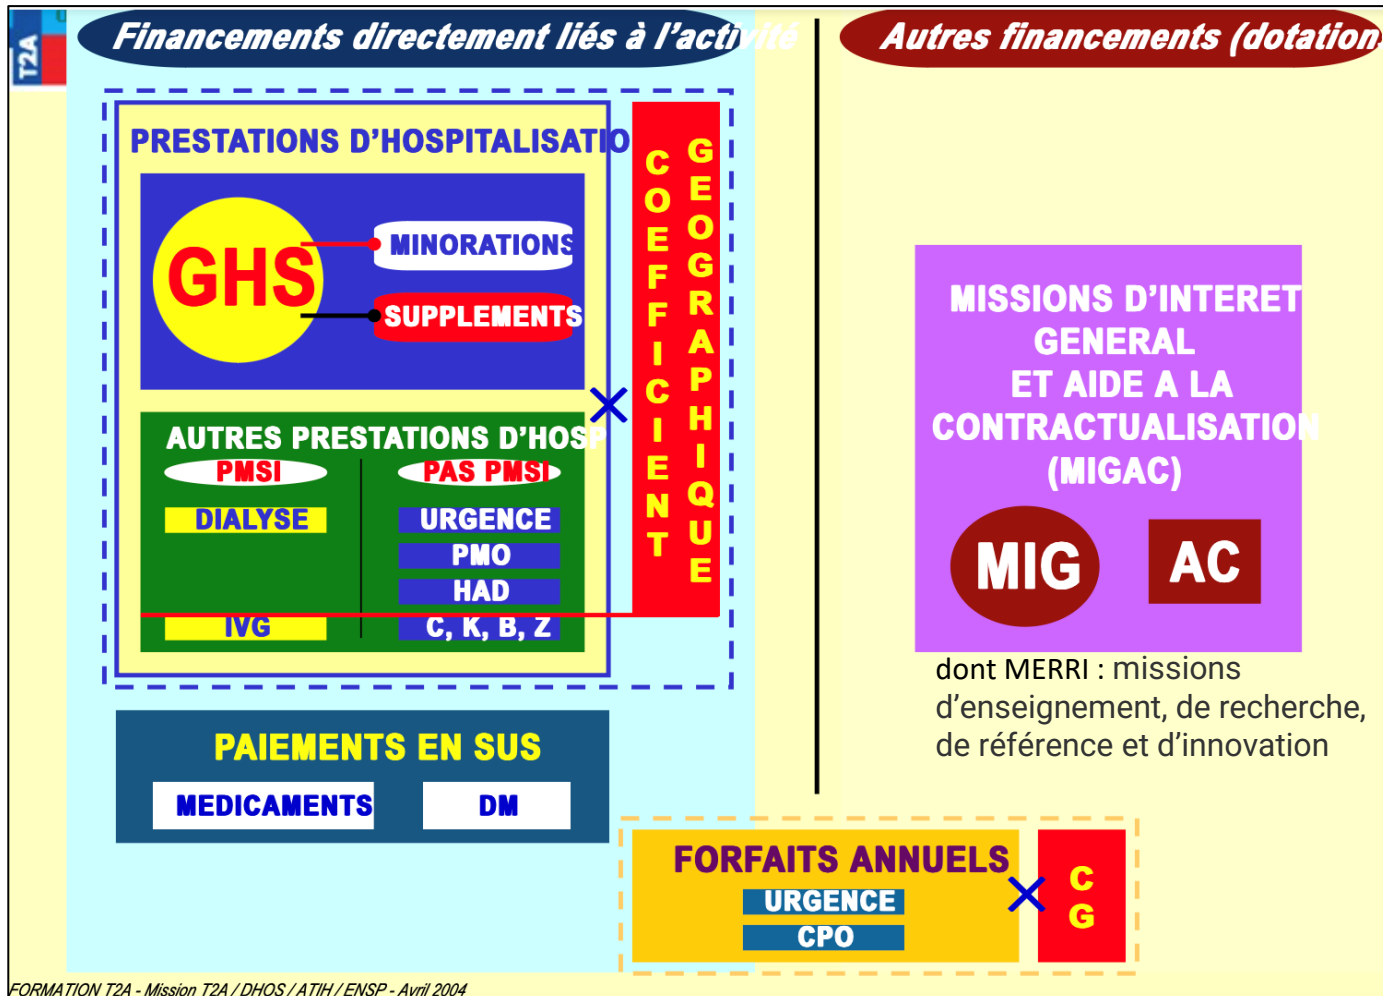 T2A
Financements directement liés à l'activité
Autres financements (dotation
PRESTATIONS D'HOSPITALISATIO
GHS
MINORATIONS
SUPPLEMENTS
COEFFICIENT
GEOGRAPHIQUE
AUTRES PRESTATIONS D'HOSP
PMSI
PAS PMSI
DIALYSE
URGENCE
PMO
HAD
IVG
C, K, B, Z
PAIEMENTS EN SUS
MEDICAMENTS
DM
MISSIONS D'INTERET
GENERAL
ET AIDE A LA
CONTRACTUALISATION
(MIGAC)
MIG
AC
dont MERRI : missions
d'enseignement, de recherche,
de référence et d'innovation
FORFAITS ANNUELS
URGENCE
CPO
CG
FORMATION T2A - Mission T2A / DHOS / ATIH / ENSP - Avril 2004